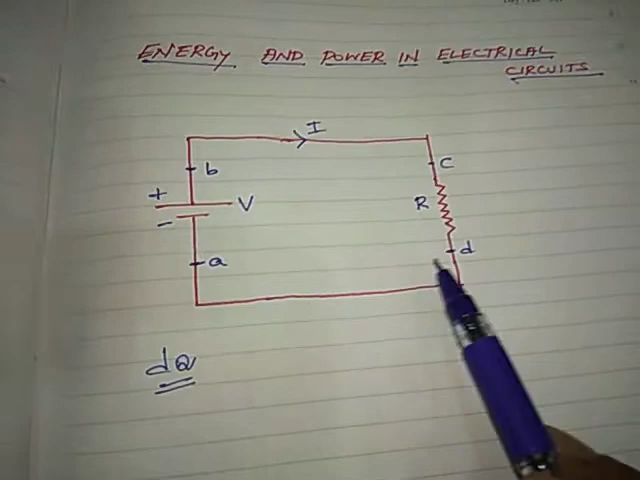 ENERGY AND POWER IN ELECTRICAL
CIRCUITS
I
b
c
+
V
R
-
a
d
dQ